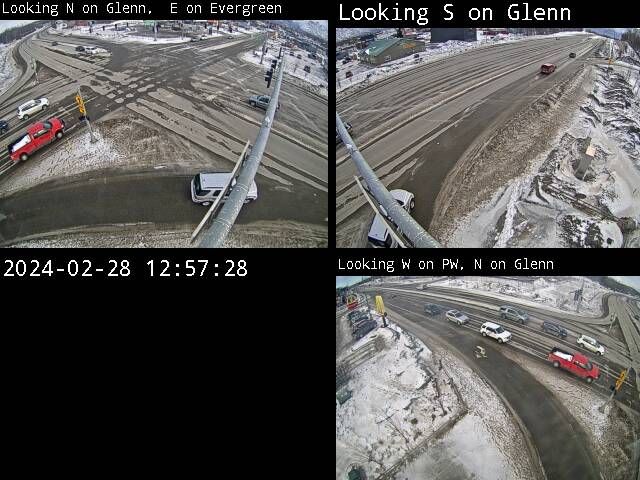 Looking N on Glenn,  E on Evergreen
Looking S on Glenn
2024-02-28 12:57:28
Looking W on PW, N on Glenn